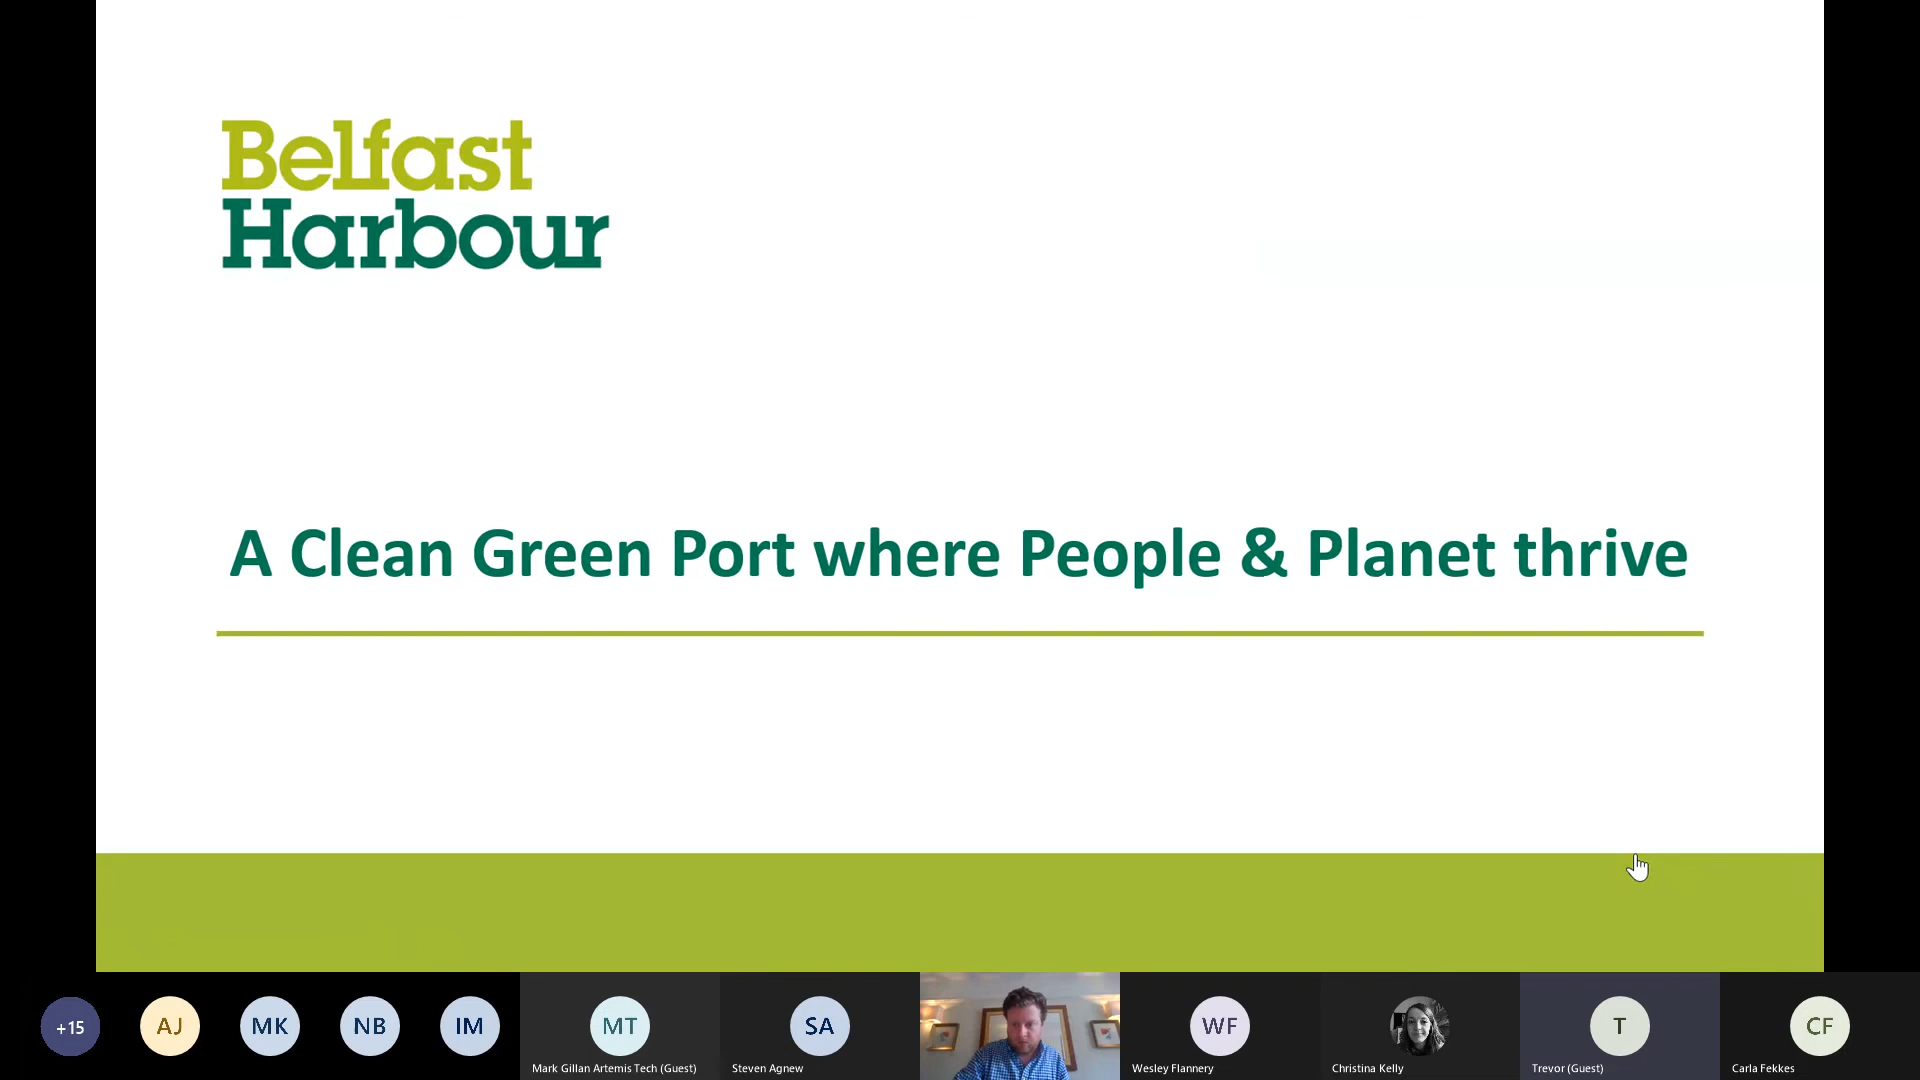 Belfast
Harbour
A Clean Green Port where People & Planet thrive
+15
AJ
MK
NB
IM
MT
SA
WF
T
CF
Mark Gillan Artemis Tech (Guest)
Steven Agnew
Wesley Flannery
Christina Kelly
Trevor (Guest)
Carla Fekkes